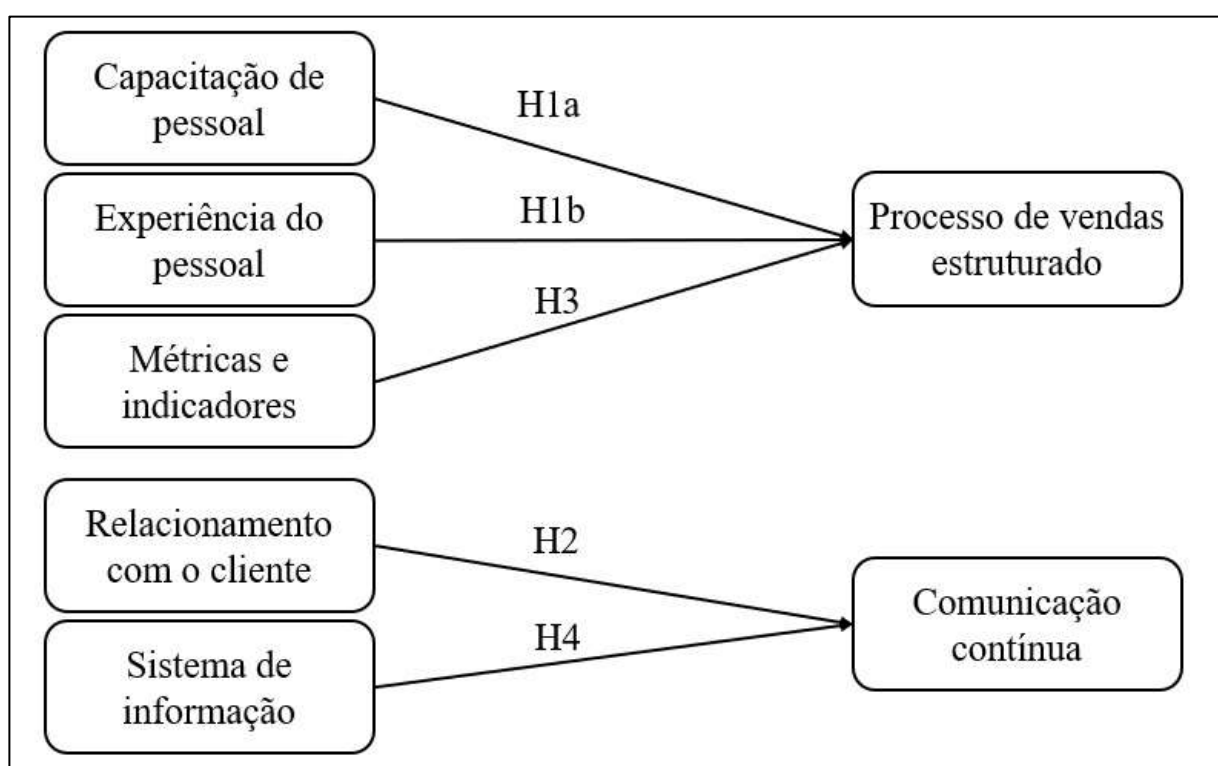 Capacitação de
pessoal
H1a
Experiência do
pessoal
H1b
Processo de vendas
estruturado
Métricas e
indicadores
H3
Relacionamento
com o cliente
H2
Sistema de
informação
H4
Comunicação
contínua